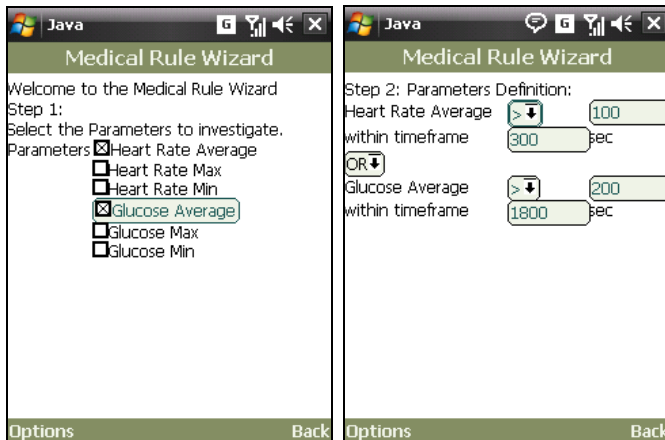 Java G
Medical Rule Wizard
Welcome to the Medical Rule Wizard
Step 1:
Select the Parameters to investigate.
Parameters Heart Rate Average
Heart Rate Max
Heart Rate Min
Glucose Average
Glucose Max
Glucose Min
Options Back
Java G
Medical Rule Wizard
Step 2: Parameters Definition:
Heart Rate Average > 100
within timeframe 300 sec
OR
Glucose Average > 200
within timeframe 1800 sec
Options Back